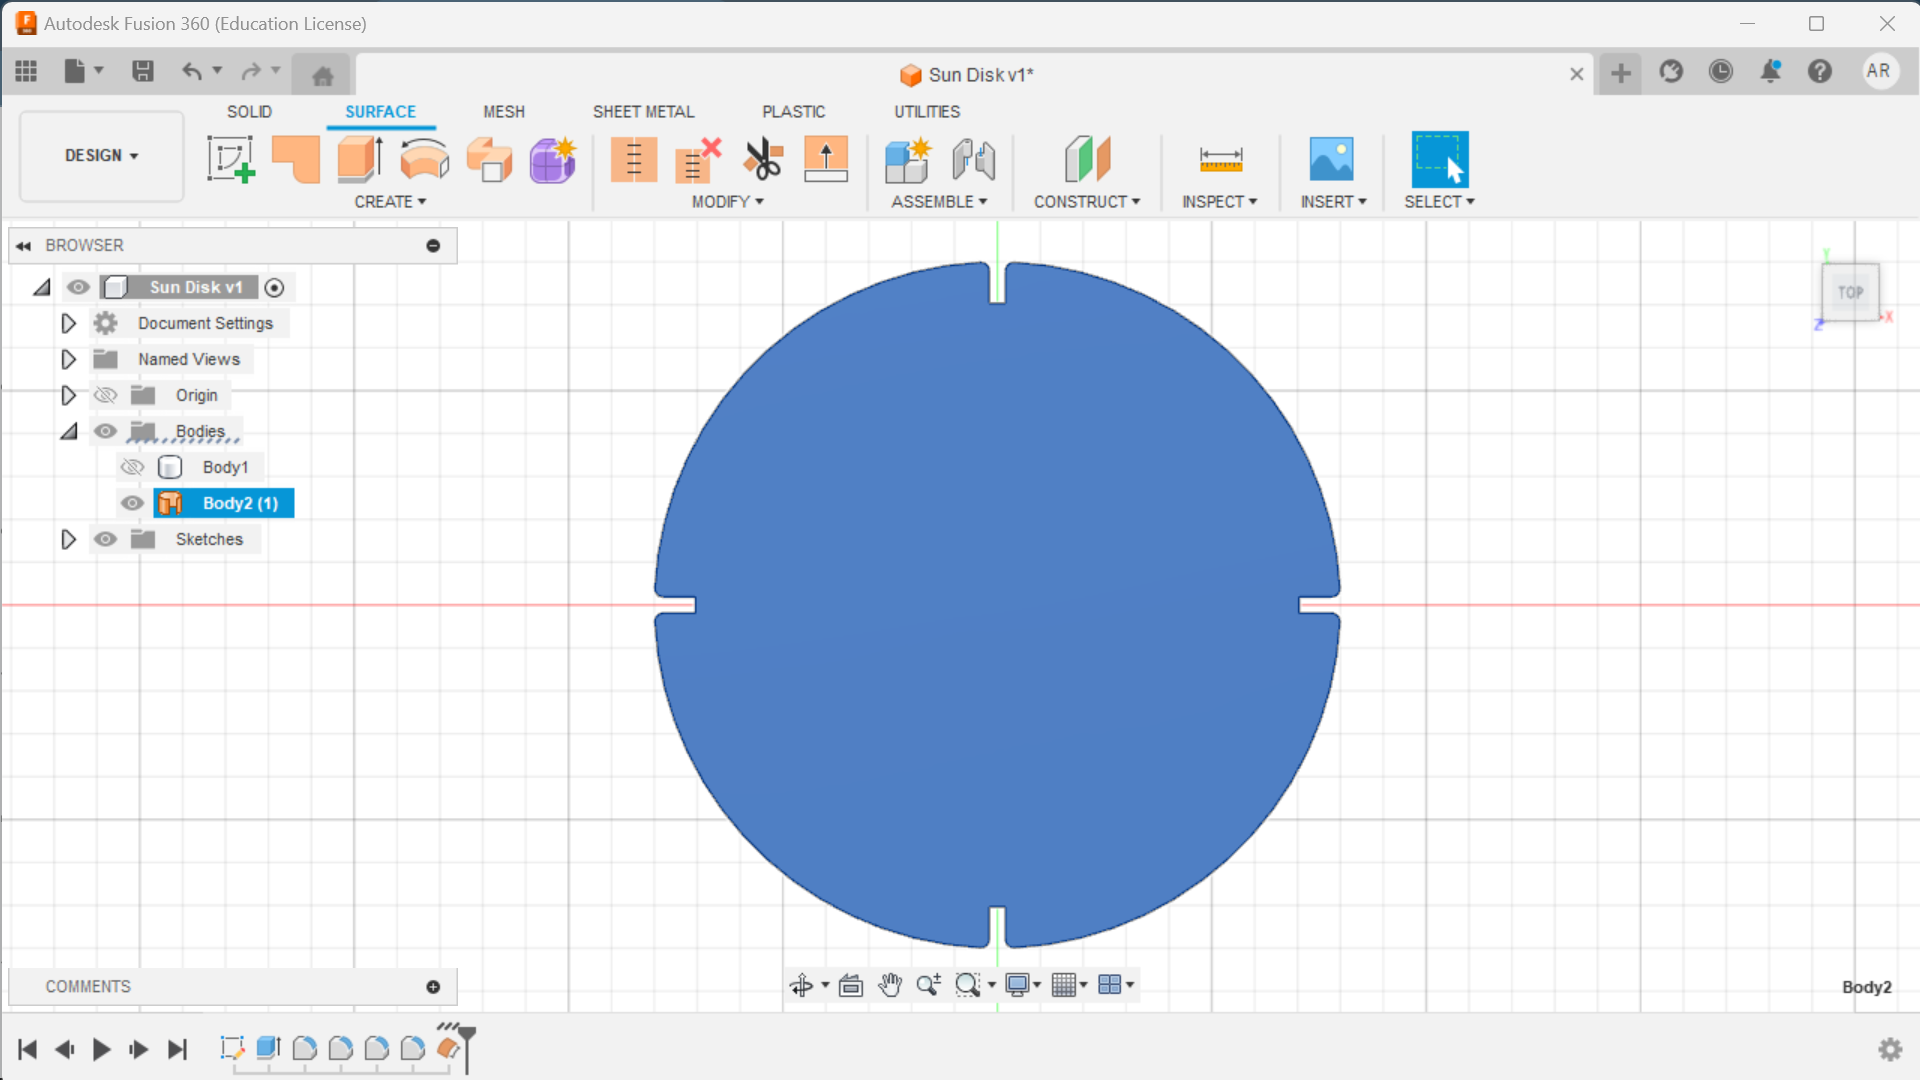 Autodesk Fusion 360 (Education License)
Sun Disk v1*
AR
SOLID SURFACE MESH SHEET METAL PLASTIC UTILITIES
DESIGN
CREATE MODIFY ASSEMBLE CONSTRUCT INSPECT INSERT SELECT
BROWSER
Sun Disk v1
Document Settings
Named Views
Origin
Bodies
Body1
Body2 (1)
Sketches
Y
TOP
X
Z
COMMENTS
Body2